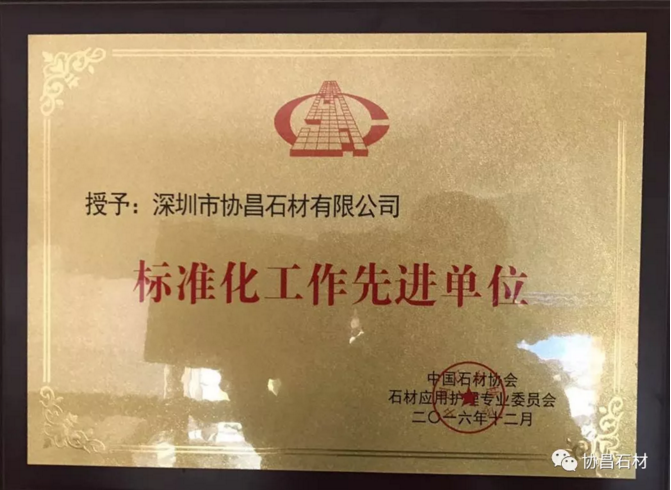 授予：深圳市协昌石材有限公司
标准化工作先进单位
中国石材协会
石材应用护理专业委员会
二〇一六年十二月
协昌石材